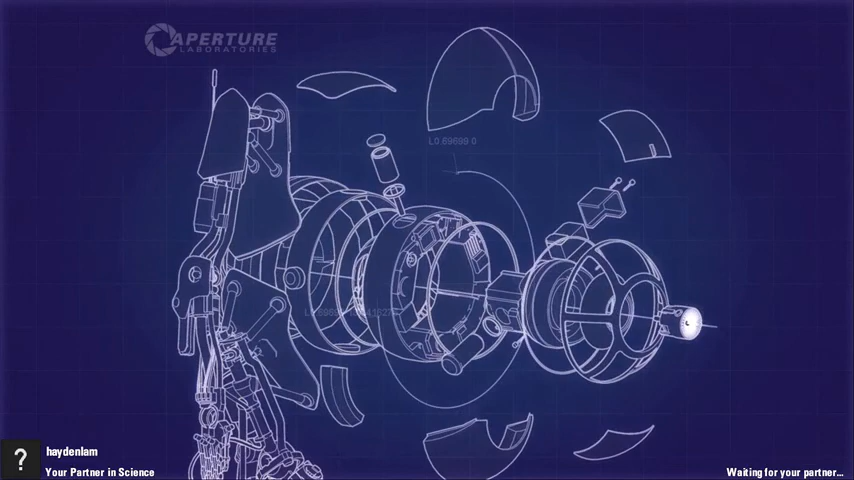 APERTURE
LABORATORIES
L0.69699 0
?
haydenlam
Your Partner in Science
Waiting for your partner...